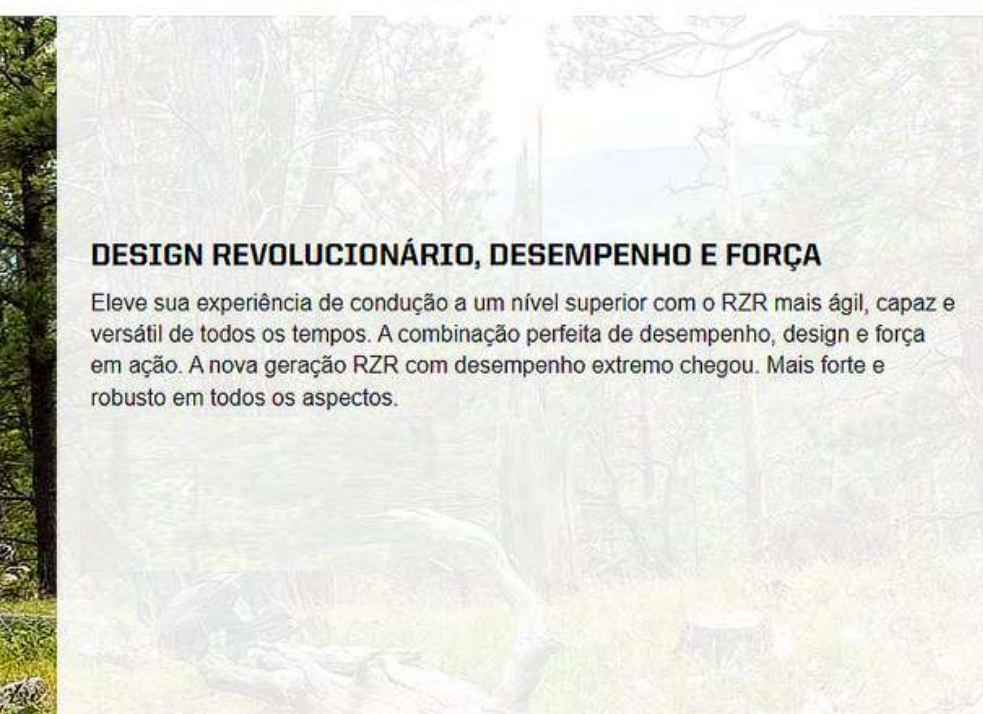 DESIGN REVOLUCIONÁRIO, DESEMPENHO E FORÇA
Eleve sua experiência de condução a um nível superior com o RZR mais ágil, capaz e
versátil de todos os tempos. A combinação perfeita de desempenho, design e força
em ação. A nova geração RZR com desempenho extremo chegou. Mais forte e
robusto em todos os aspectos.